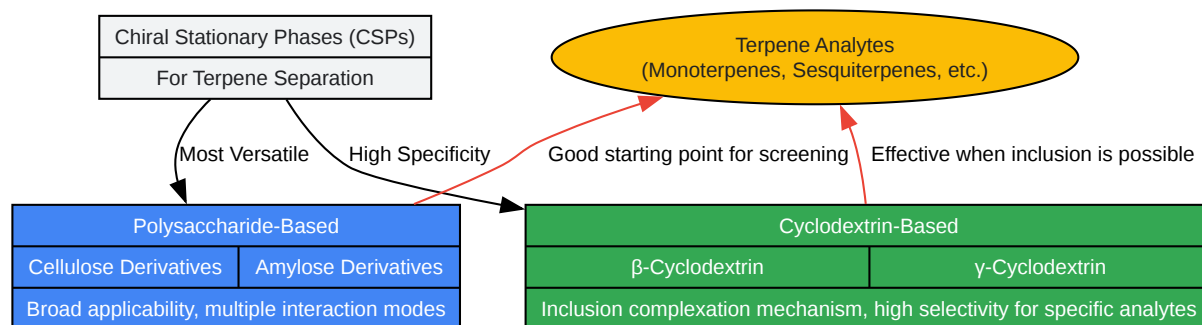 Chiral Stationary Phases (CSPs)
For Terpene Separation
Terpene Analytes
(Monoterpenes, Sesquiterpenes, etc.)
Most Versatile
High Specificity
Good starting point for screening
Effective when inclusion is possible
Polysaccharide-Based
Cellulose Derivatives
Amylose Derivatives
Broad applicability, multiple interaction modes
Cyclodextrin-Based
β-Cyclodextrin
γ-Cyclodextrin
Inclusion complexation mechanism, high selectivity for specific analytes